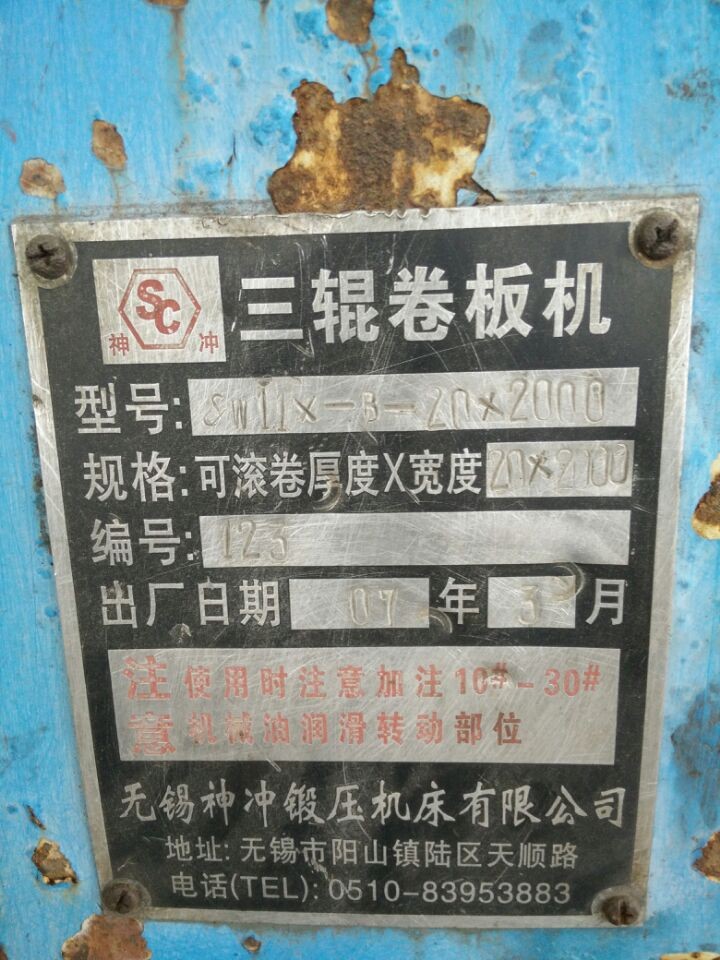 SC
神 冲
三辊卷板机
型号: SW11X-B-20×2000
规格: 可滚卷厚度X宽度 20×2000
编号: 123
出厂日期 07 年 3 月
注意 使用时注意加注10#-30#
机械油润滑转动部位
无锡神冲锻压机床有限公司
地址: 无锡市阳山镇陆区天顺路
电话(TEL): 0510-83953883